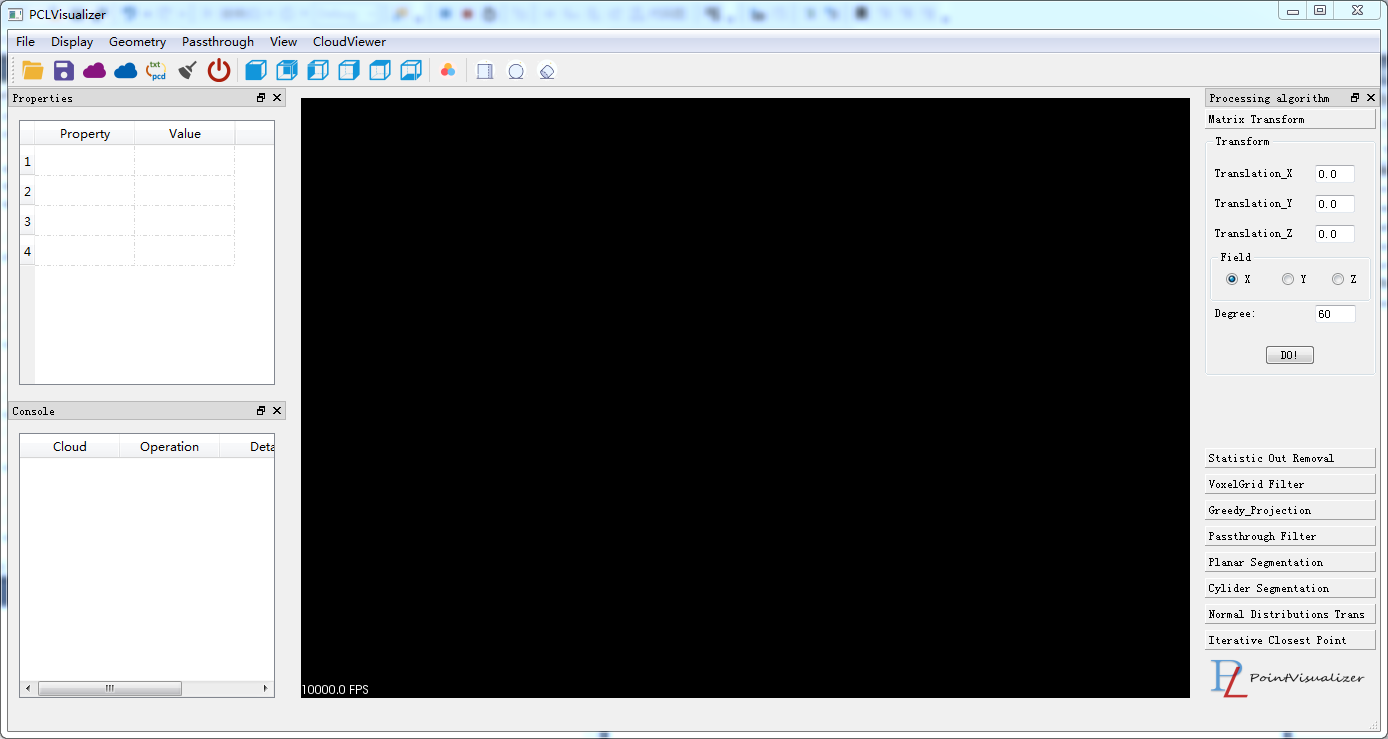 PCLVisualizer
File Display Geometry Passthrough View CloudViewer
txt
pcd
Properties
Property Value
1
2
3
4
Console
Cloud Operation Deta
10000.0 FPS
Processing algorithm
Matrix Transform
Transform
Translation_X 0.0
Translation_Y 0.0
Translation_Z 0.0
Field
X Y Z
Degree: 60
DO!
Statistic Out Removal
VoxelGrid Filter
Greedy_Projection
Passthrough Filter
Planar Segmentation
Cylider Segmentation
Normal Distributions Trans
Iterative Closest Point
PL PointVisualizer